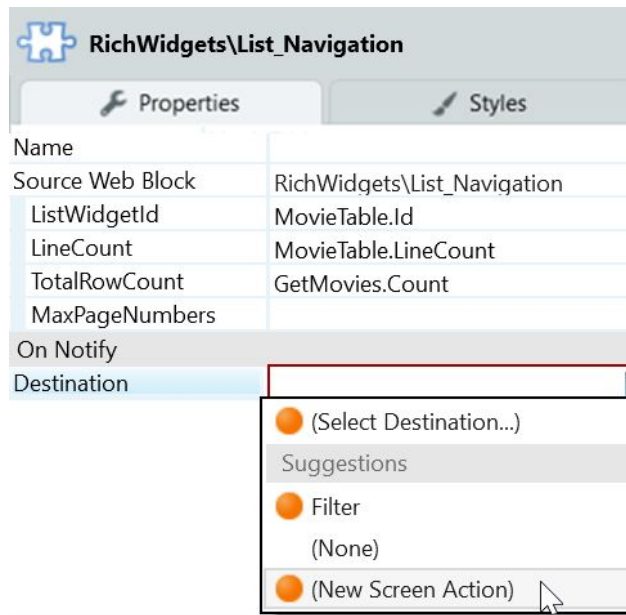 RichWidgets\List_Navigation
Properties Styles
Name
Source Web Block RichWidgets\List_Navigation
ListWidgetId MovieTable.Id
LineCount MovieTable.LineCount
TotalRowCount GetMovies.Count
MaxPageNumbers
On Notify
Destination
(Select Destination...)
Suggestions
Filter
(None)
(New Screen Action)